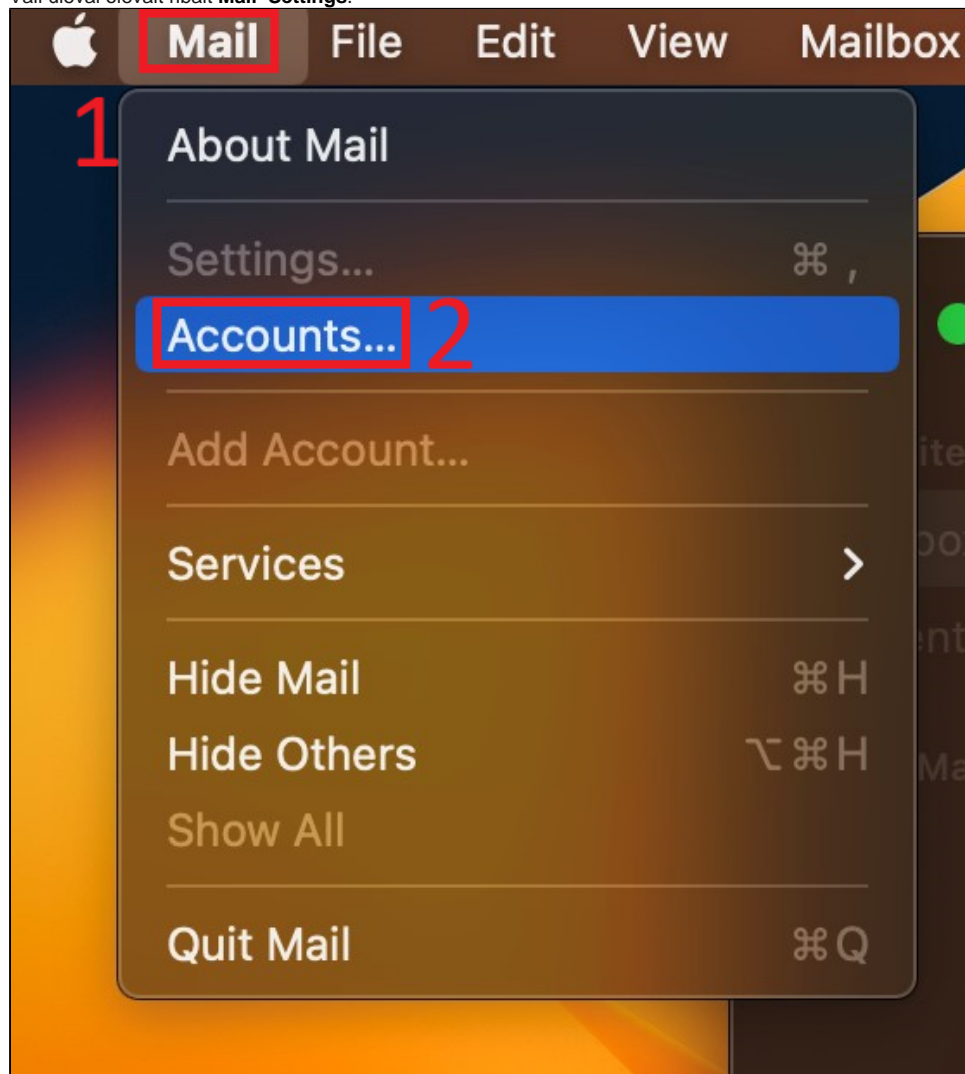 Mail File Edit View Mailbox
1
About Mail
Settings... ⌘ ,
Accounts... 2
Add Account...
Services
Hide Mail ⌘ H
Hide Others ⌥ ⌘ H
Show All
Quit Mail ⌘ Q